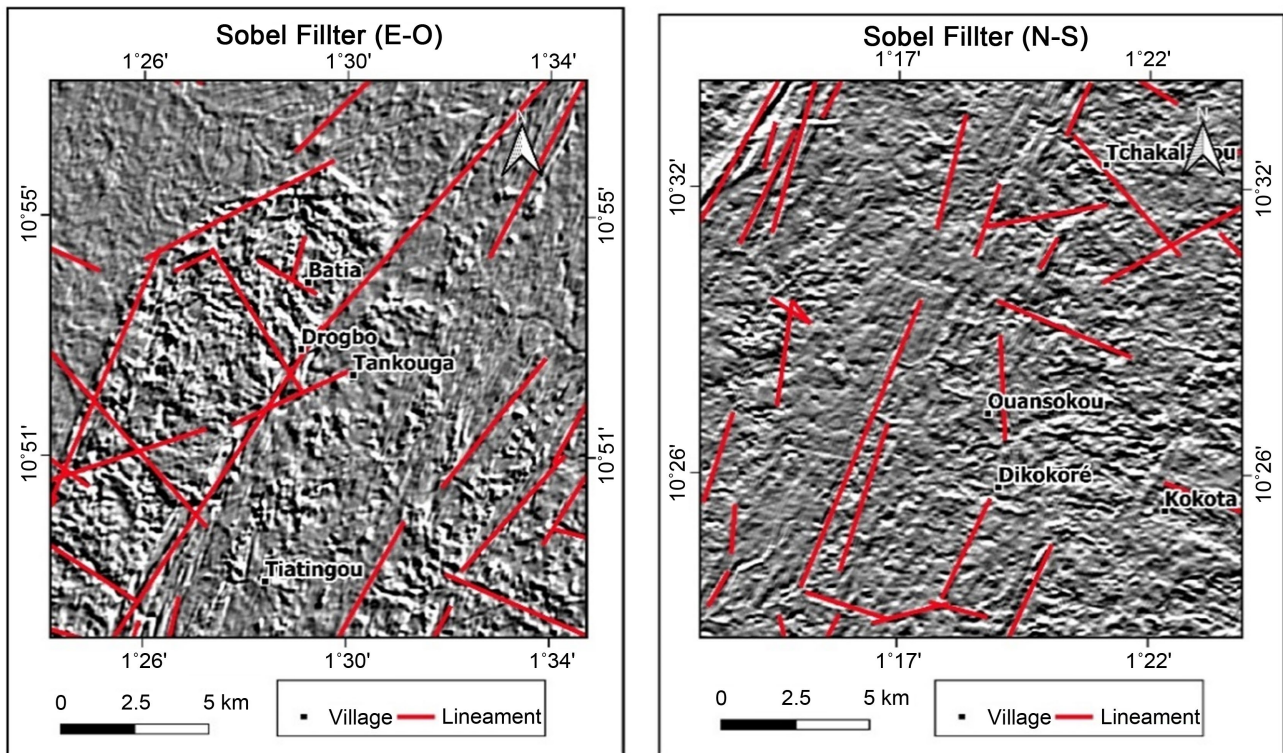 Sobel Fillter (E-O)
1°26' 1°30' 1°34'
10°55' 10°55'
N
Batia
Drogbo
Tankouga
10°51' 10°51'
Tiatingou
1°26' 1°30' 1°34'
0 2.5 5 km
Village Lineament
Sobel Fillter (N-S)
1°17' 1°22'
N
10°32' 10°32'
Ouansokou
10°26' 10°26'
Dikokoré
Kokota
1°17' 1°22'
0 2.5 5 km
Village Lineament